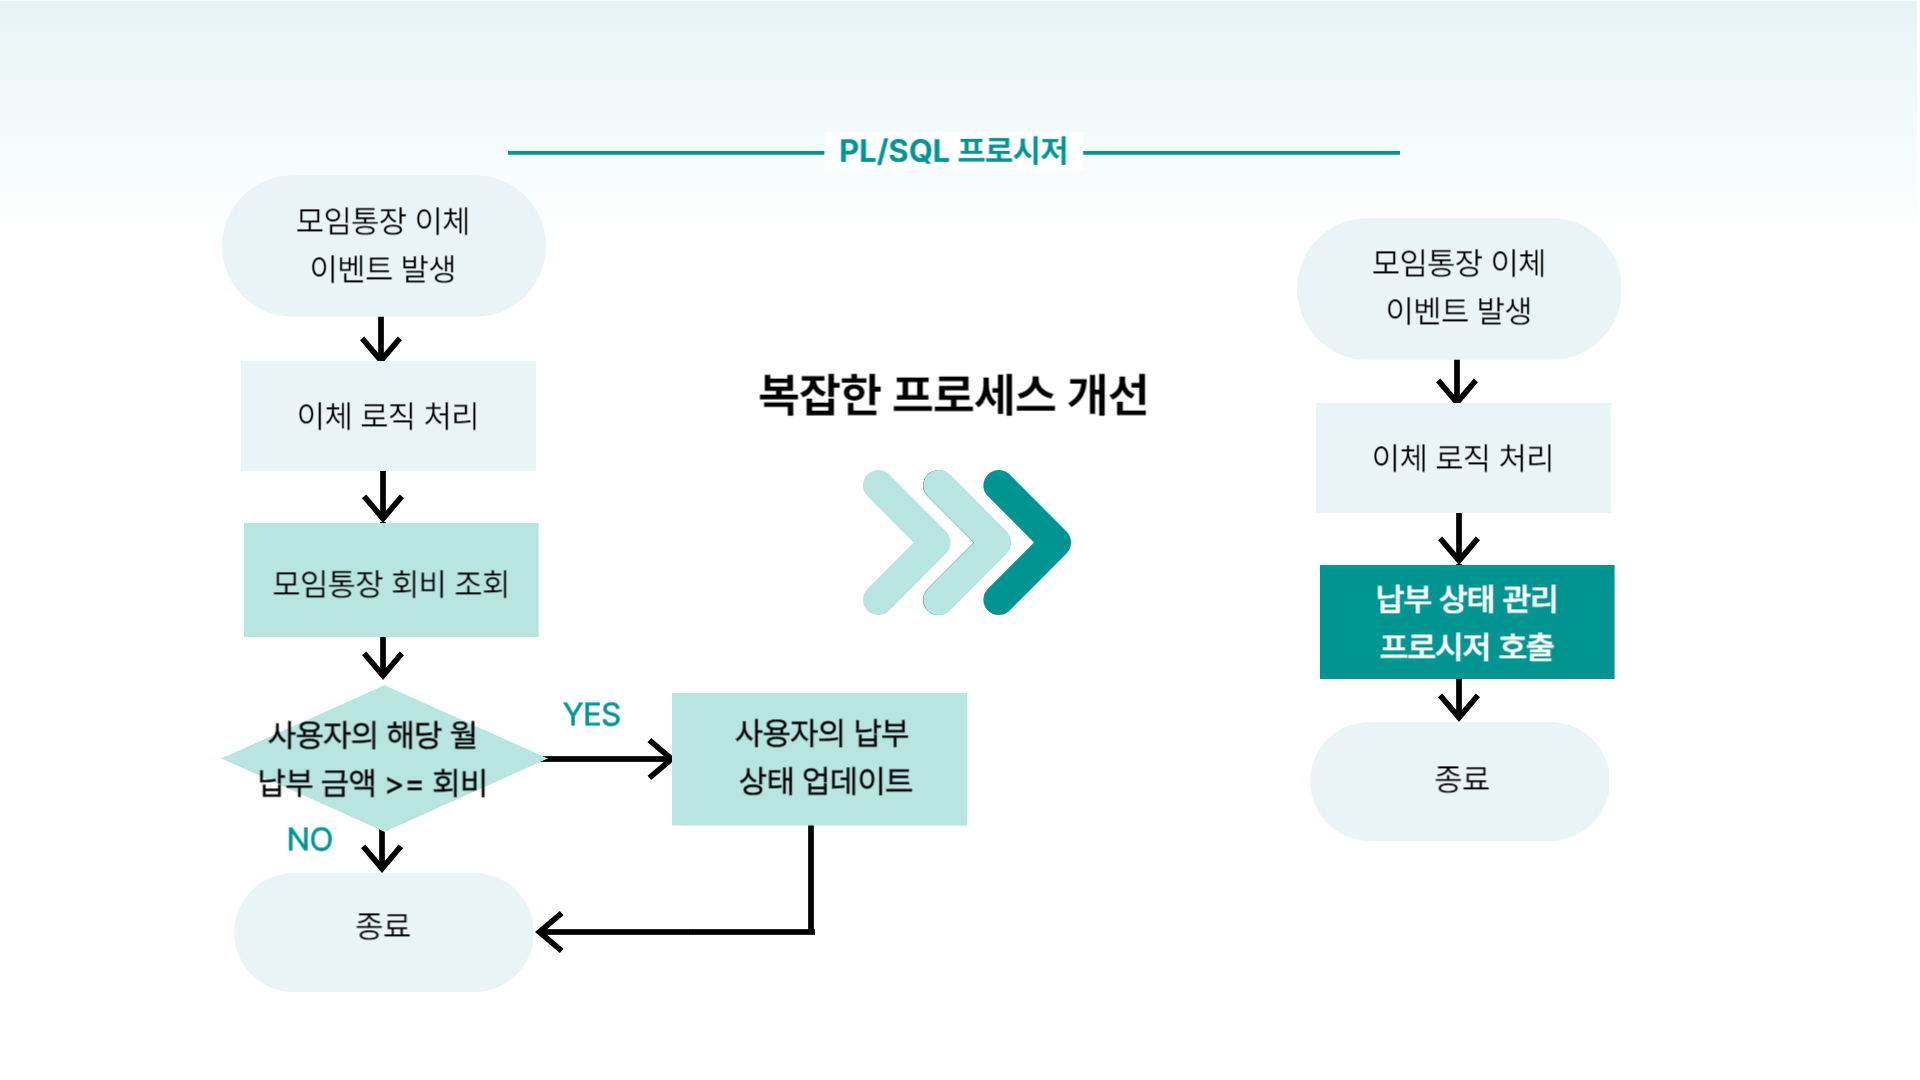 PL/SQL 프로시저
모임통장 이체
이벤트 발생
이체 로직 처리
모임통장 회비 조회
사용자의 해당 월
납부 금액 >= 회비
YES
사용자의 납부
상태 업데이트
NO
종료
복잡한 프로세스 개선
모임통장 이체
이벤트 발생
이체 로직 처리
납부 상태 관리
프로시저 호출
종료